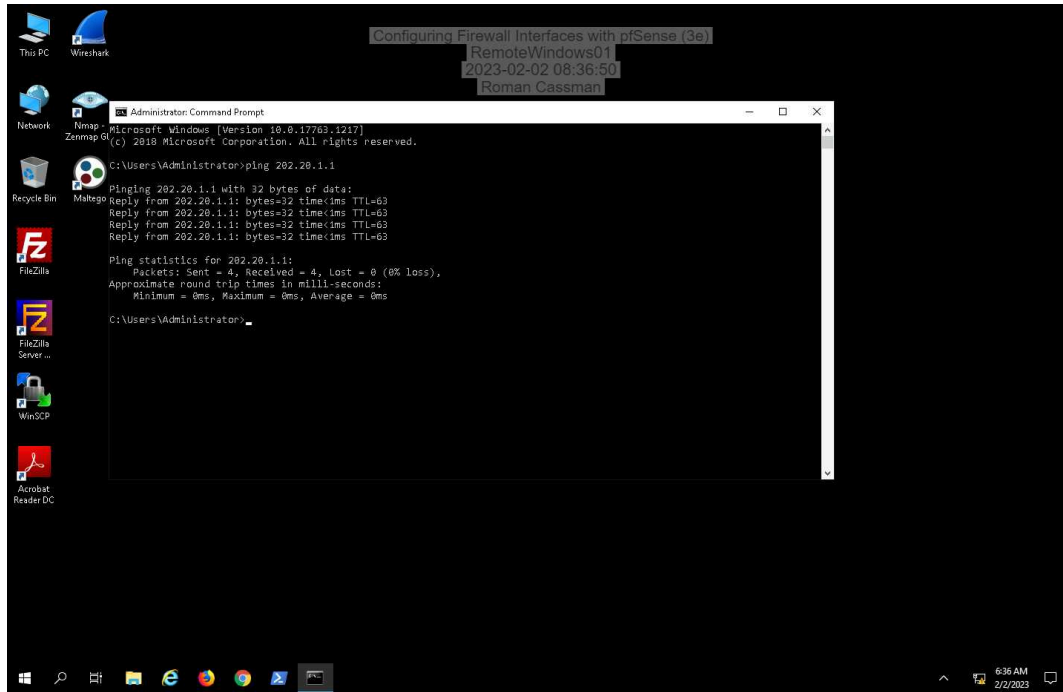 Configuring Firewall Interfaces with pfSense (3e)
RemoteWindows01
2023-02-02 08:36:50
Roman Cassman
This PC
Wireshark
Network
Nmap -
Zenmap GU
Recycle Bin
Maltego
FileZilla
FileZilla
Server ...
WinSCP
Acrobat
Reader DC
Administrator: Command Prompt
Microsoft Windows [Version 10.0.17763.1217]
(c) 2018 Microsoft Corporation. All rights reserved.
C:\Users\Administrator>ping 202.20.1.1
Pinging 202.20.1.1 with 32 bytes of data:
Reply from 202.20.1.1: bytes=32 time<1ms TTL=63
Reply from 202.20.1.1: bytes=32 time<1ms TTL=63
Reply from 202.20.1.1: bytes=32 time<1ms TTL=63
Reply from 202.20.1.1: bytes=32 time<1ms TTL=63
Ping statistics for 202.20.1.1:
Packets: Sent = 4, Received = 4, Lost = 0 (0% loss),
Approximate round trip times in milli-seconds:
Minimum = 0ms, Maximum = 0ms, Average = 0ms
C:\Users\Administrator>
6:36 AM
2/2/2023